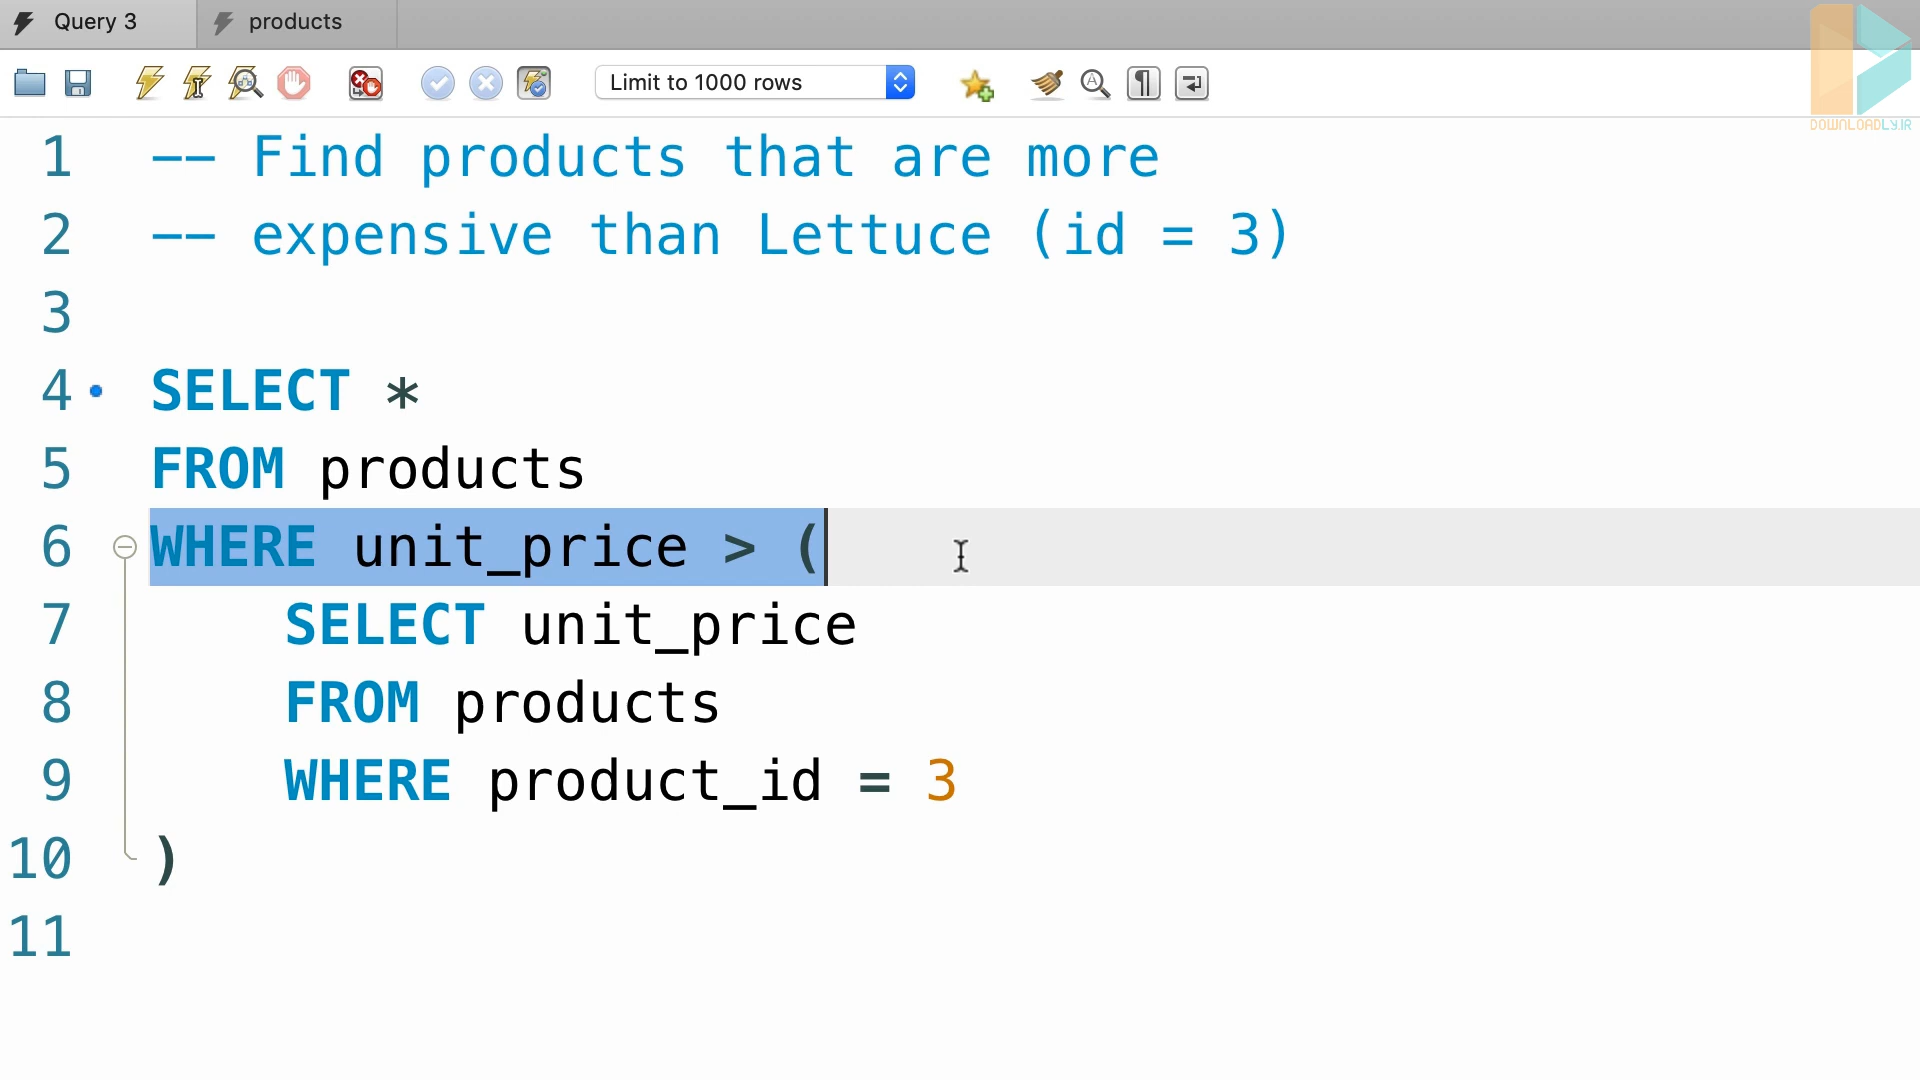 Query 3
products
Limit to 1000 rows
DOWNLOADLY.IR
1 -- Find products that are more
2 -- expensive than Lettuce (id = 3)
3
4 SELECT *
5 FROM products
6 WHERE unit_price > (
7 SELECT unit_price
8 FROM products
9 WHERE product_id = 3
10 )
11